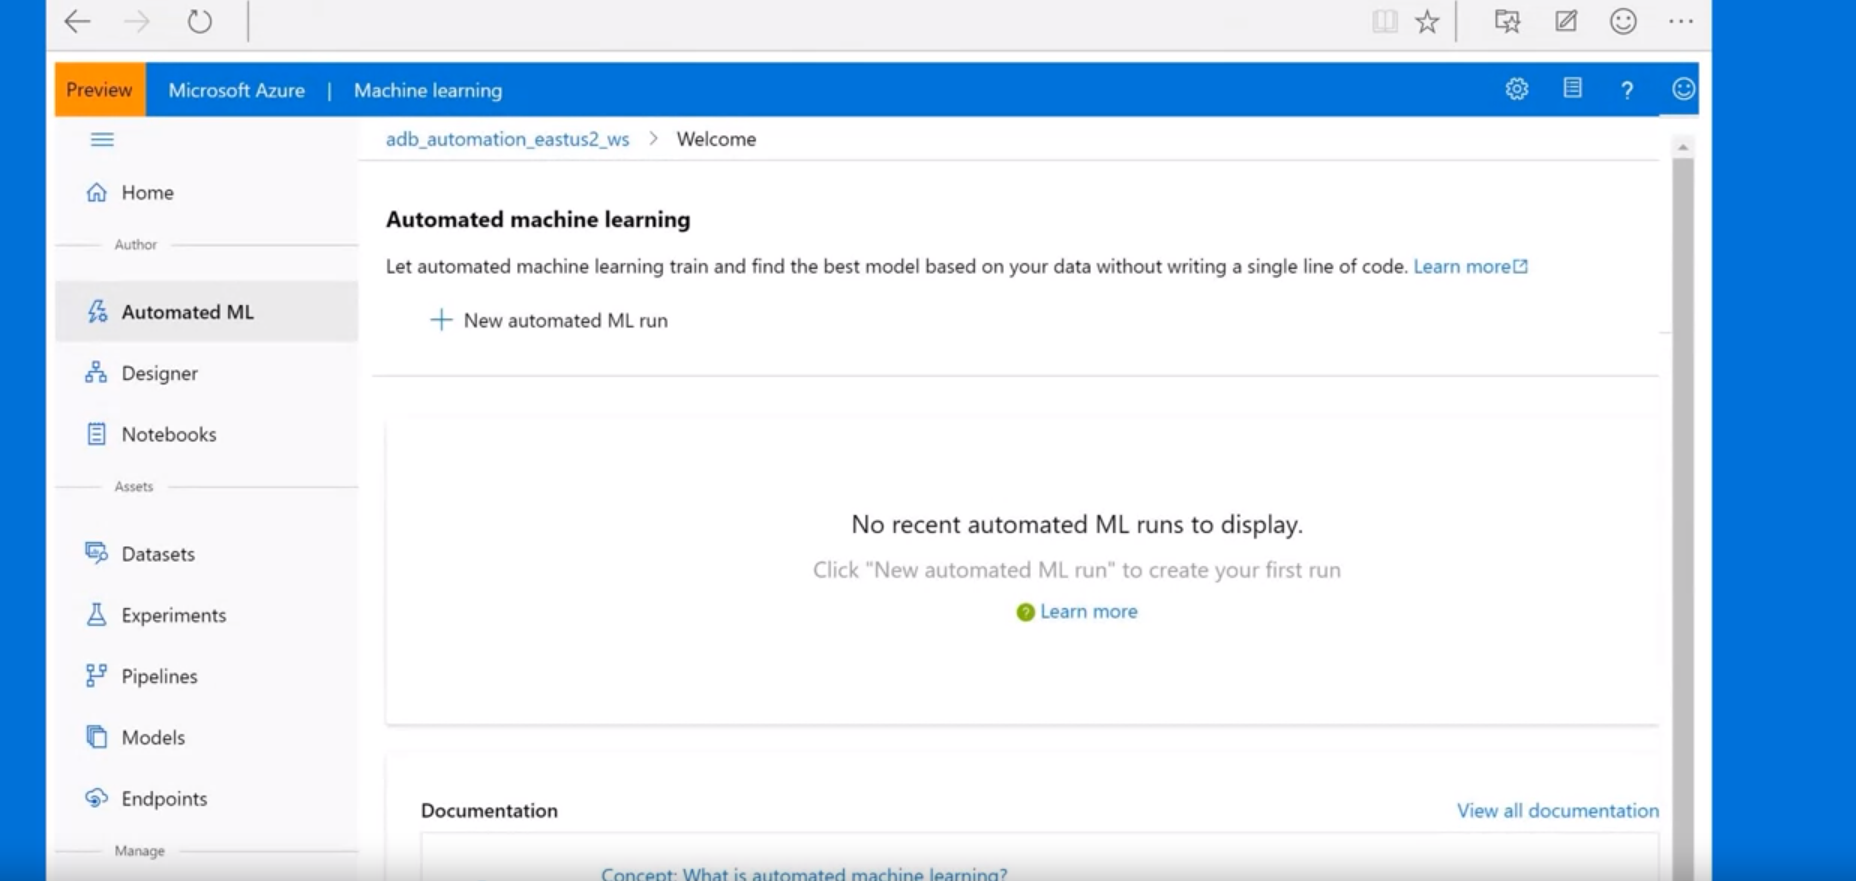 Preview Microsoft Azure | Machine learning ?
adb_automation_eastus2_ws > Welcome
Home
Author
Automated ML
Designer
Notebooks
Assets
Datasets
Experiments
Pipelines
Models
Endpoints
Manage
Automated machine learning
Let automated machine learning train and find the best model based on your data without writing a single line of code. Learn more
+ New automated ML run
No recent automated ML runs to display.
Click "New automated ML run" to create your first run
? Learn more
Documentation View all documentation
Concept: What is automated machine learning?